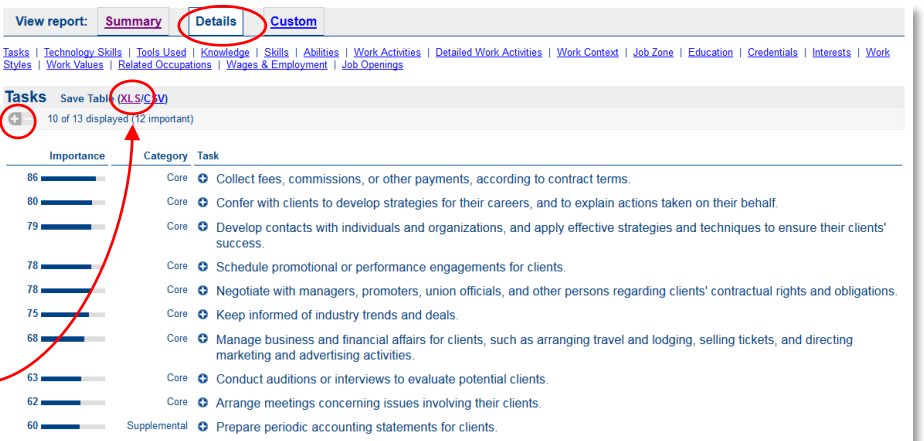 View report: Summary Details Custom
Tasks | Technology Skills | Tools Used | Knowledge | Skills | Abilities | Work Activities | Detailed Work Activities | Work Context | Job Zone | Education | Credentials | Interests | Work
Styles | Work Values | Related Occupations | Wages & Employment | Job Openings
Tasks Save Table (XLS/CSV)
10 of 13 displayed (12 important)
Importance Category Task
86 Core Collect fees, commissions, or other payments, according to contract terms.
80 Core Confer with clients to develop strategies for their careers, and to explain actions taken on their behalf.
79 Core Develop contacts with individuals and organizations, and apply effective strategies and techniques to ensure their clients'
success.
78 Core Schedule promotional or performance engagements for clients.
78 Core Negotiate with managers, promoters, union officials, and other persons regarding clients' contractual rights and obligations.
75 Core Keep informed of industry trends and deals.
68 Core Manage business and financial affairs for clients, such as arranging travel and lodging, selling tickets, and directing
marketing and advertising activities.
63 Core Conduct auditions or interviews to evaluate potential clients.
62 Core Arrange meetings concerning issues involving their clients.
60 Supplemental Prepare periodic accounting statements for clients.